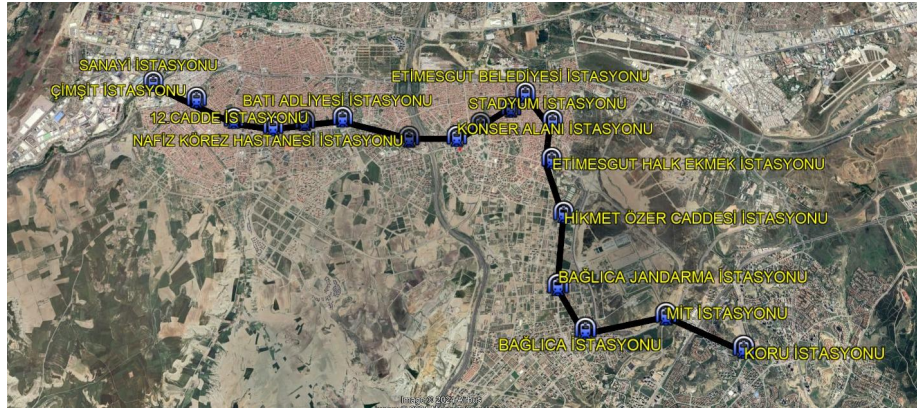 SANAYİ İSTASYONU
ÇİMŞİT İSTASYONU
12 CADDE İSTASYONU
BATI ADLİYESİ İSTASYONU
NAFİZ KÖREZ HASTANESİ İSTASYONU
ETİMESGUT BELEDİYESİ İSTASYONU
STADYUM İSTASYONU
KONSER ALANI İSTASYONU
ETİMESGUT HALK EKMEK İSTASYONU
HİKMET ÖZER CADDESİ İSTASYONU
BAĞLICA JANDARMA İSTASYONU
MİT İSTASYONU
BAĞLICA İSTASYONU
KORU İSTASYONU